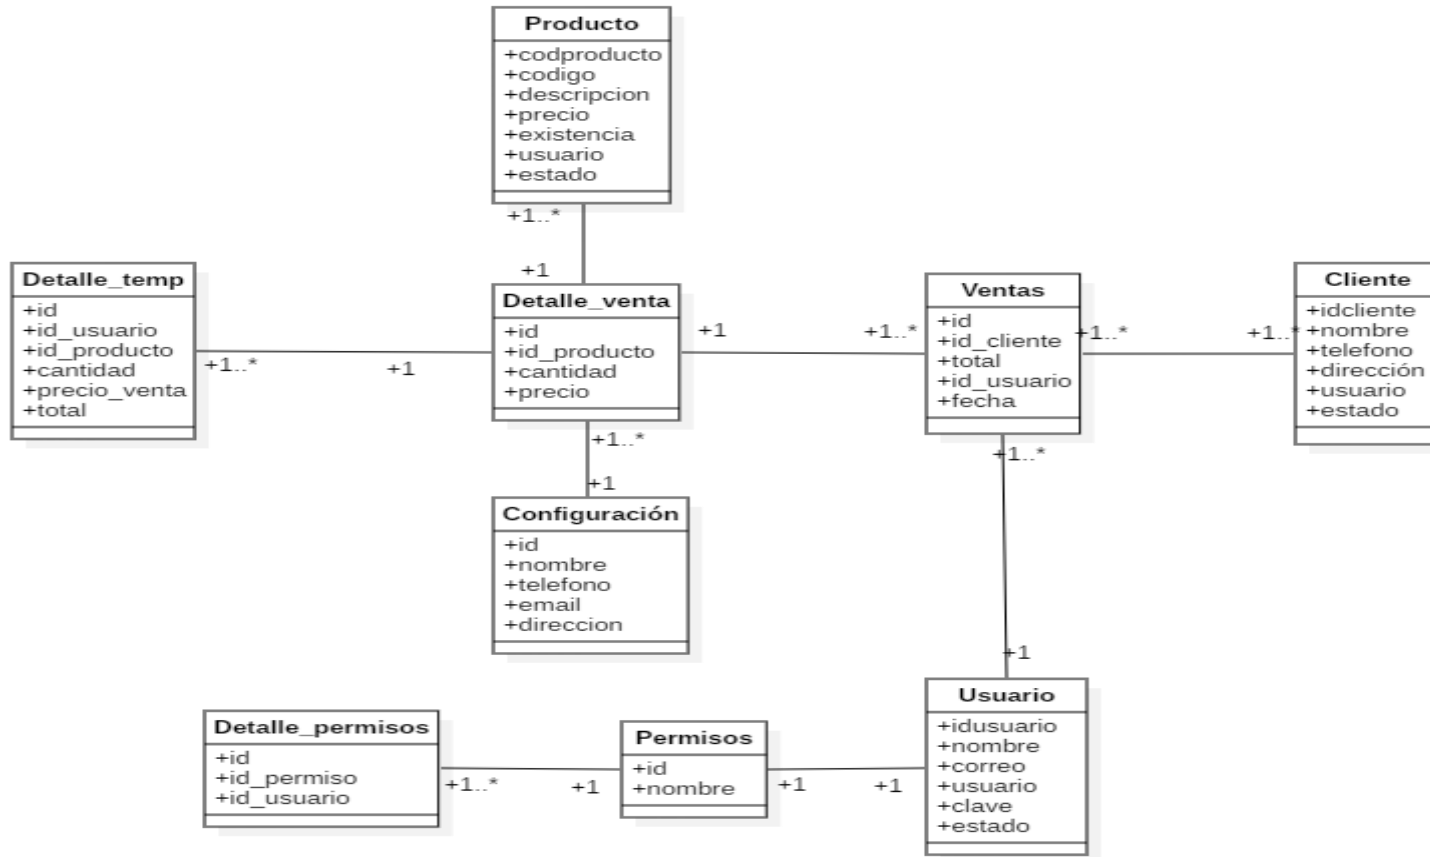 Producto
+codproducto
+codigo
+descripcion
+precio
+existencia
+usuario
+estado
+1..*
+1
Detalle_temp
+id
+id_usuario
+id_producto
+cantidad
+precio_venta
+total
+1..*
+1
Detalle_venta
+id
+id_producto
+cantidad
+precio
+1
+1..*
Ventas
+id
+id_cliente
+total
+id_usuario
+fecha
+1..*
+1..*
Cliente
+idcliente
+nombre
+telefono
+dirección
+usuario
+estado
+1..*
+1
Configuración
+id
+nombre
+telefono
+email
+direccion
+1..*
+1
Detalle_permisos
+id
+id_permiso
+id_usuario
+1..*
+1
Permisos
+id
+nombre
+1
+1
Usuario
+idusuario
+nombre
+correo
+usuario
+clave
+estado